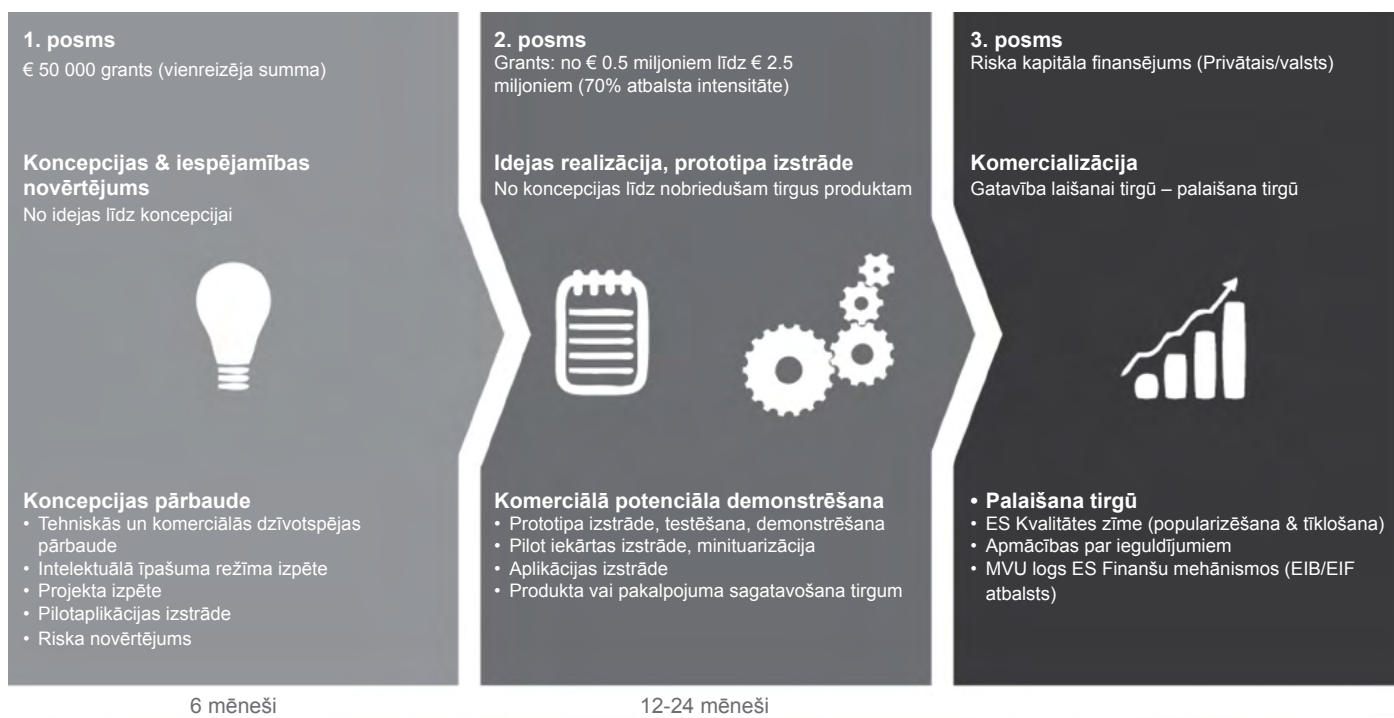 1. posms
€ 50 000 grants (vienreizēja summa)
Koncepcijas & iespējamības
novērtējums
No idejas līdz koncepcijai
Koncepcijas pārbaude
• Tehniskās un komerciālās dzīvotspējas
pārbaude
• Intelektuālā īpašuma režīma izpēte
• Projekta izpēte
• Pilotaplikācijas izstrāde
• Riska novērtējums
6 mēneši
2. posms
Grants: no € 0.5 miljoniem līdz € 2.5
miljoniem (70% atbalsta intensitāte)
Idejas realizācija, prototipa izstrāde
No koncepcijas līdz nobriedušam tirgus produktam
Komerciālā potenciāla demonstrēšana
• Prototipa izstrāde, testēšana, demonstrēšana
• Pilot iekārtas izstrāde, minituarizācija
• Aplikācijas izstrāde
• Produkta vai pakalpojuma sagatavošana tirgum
12-24 mēneši
3. posms
Riska kapitāla finansējums (Privātais/valsts)
Komercializācija
Gatavība laišanai tirgū – palaišana tirgū
• Palaišana tirgū
• ES Kvalitātes zīme (popularizēšana & tīklošana)
• Apmācības par ieguldījumiem
• MVU logs ES Finanšu mehānismos (EIB/EIF
atbalsts)